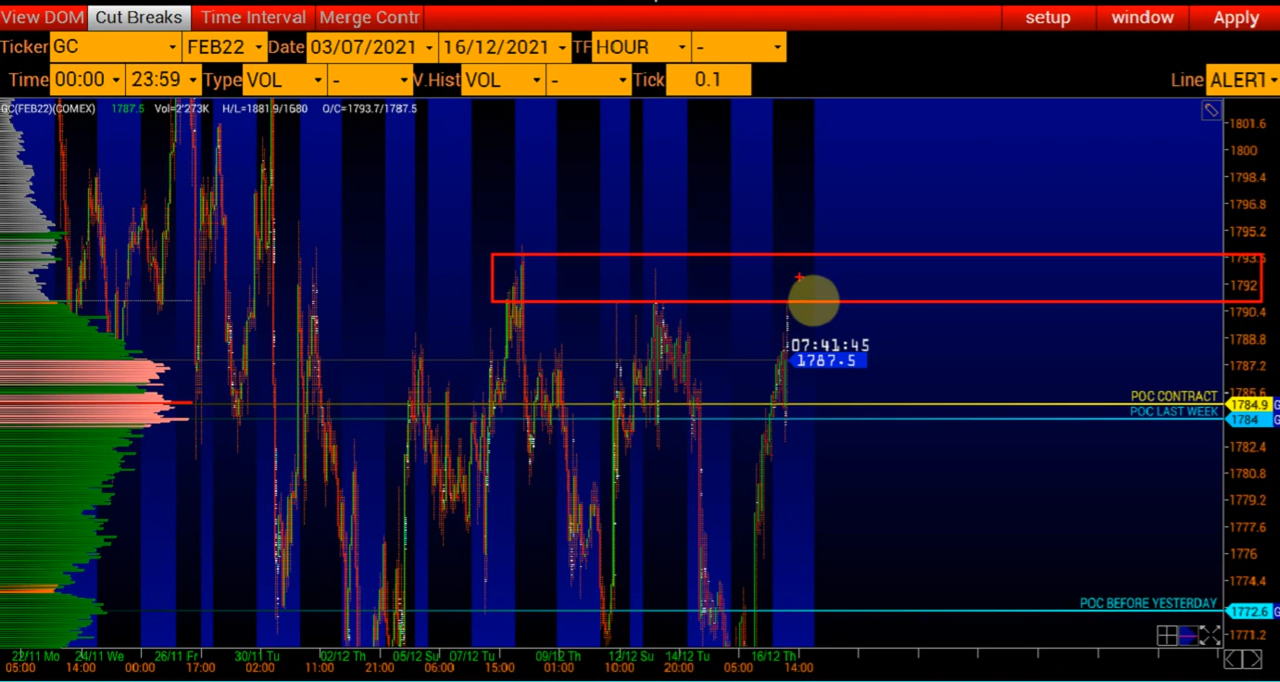 View DOM Cut Breaks Time Interval Merge Contr setup window Apply
Ticker GC FEB22 Date 03/07/2021 - 16/12/2021 TF HOUR -
Time 00:00 23:59 Type VOL - V.Hist VOL - Tick 0.1 Line ALERT
GC(FEB22)(COMEX) 1787.5 Vol=2'273K H/L=1881.9/1680 O/C=1793.7/1787.5
1801.6
1800
1798.4
1796.8
1795.2
1793.6
1792
1790.4
1788.8
07:41:45
1787.5
1787.2
1785.6
POC CONTRACT 1784.9 G
POC LAST WEEK 1784 G
1782.4
1780.8
1779.2
1777.6
1776
1774.4
POC BEFORE YESTERDAY 1772.6 G
1771.2
22/11 Mo 24/11 We 26/11 Fr 30/11 Tu 02/12 Th 05/12 Su 07/12 Tu 09/12 Th 12/12 Su 14/12 Tu 16/12 Th
05:00 14:00 00:00 17:00 02:00 11:00 21:00 06:00 15:00 01:00 10:00 20:00 05:00 14:00